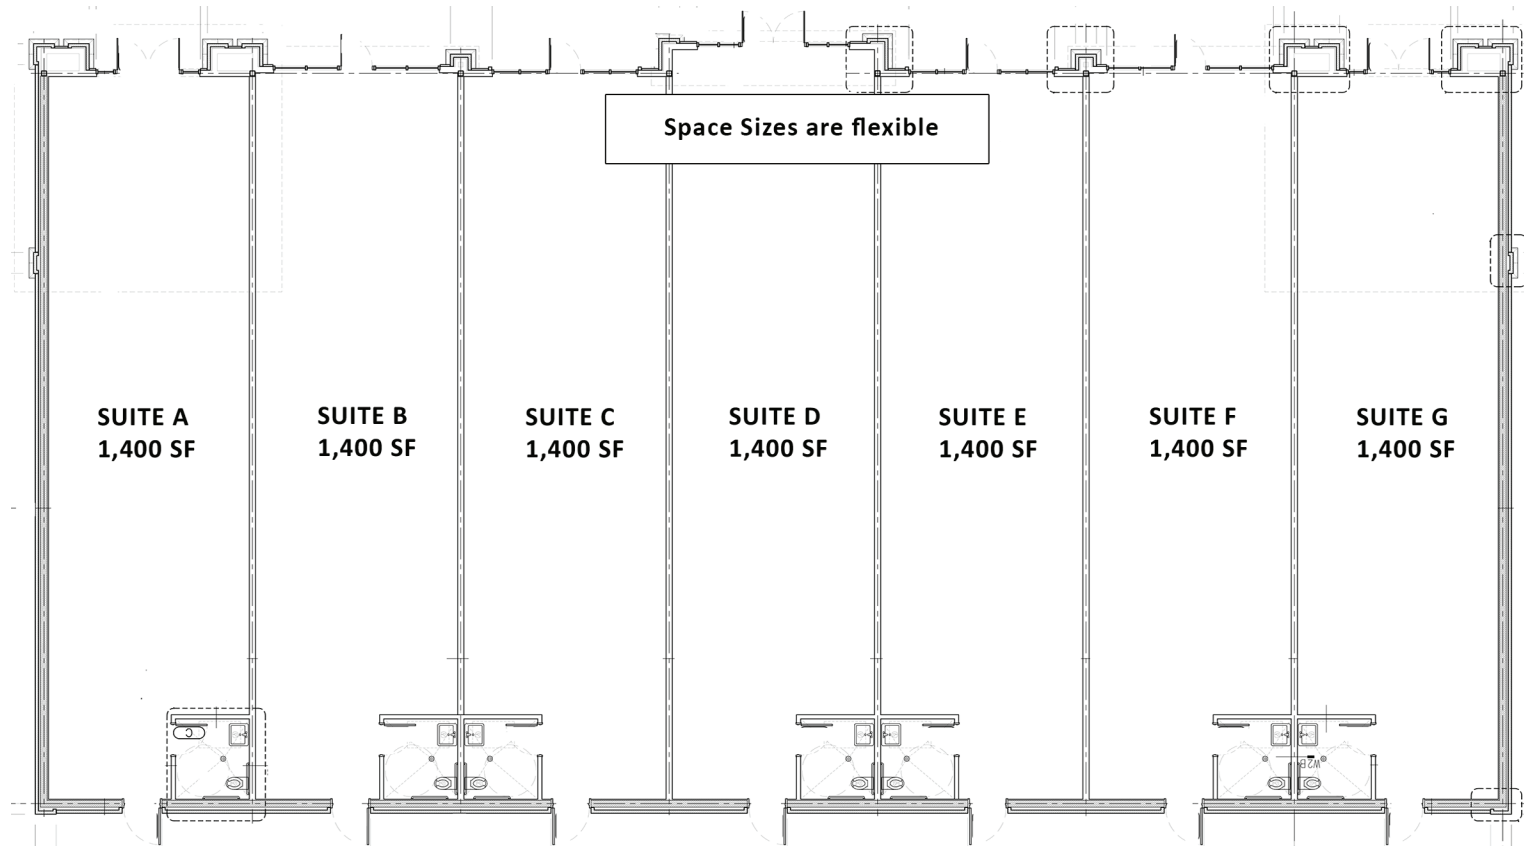 Space Sizes are flexible
SUITE A
1,400 SF
SUITE B
1,400 SF
SUITE C
1,400 SF
SUITE D
1,400 SF
SUITE E
1,400 SF
SUITE F
1,400 SF
SUITE G
1,400 SF
C
W2B